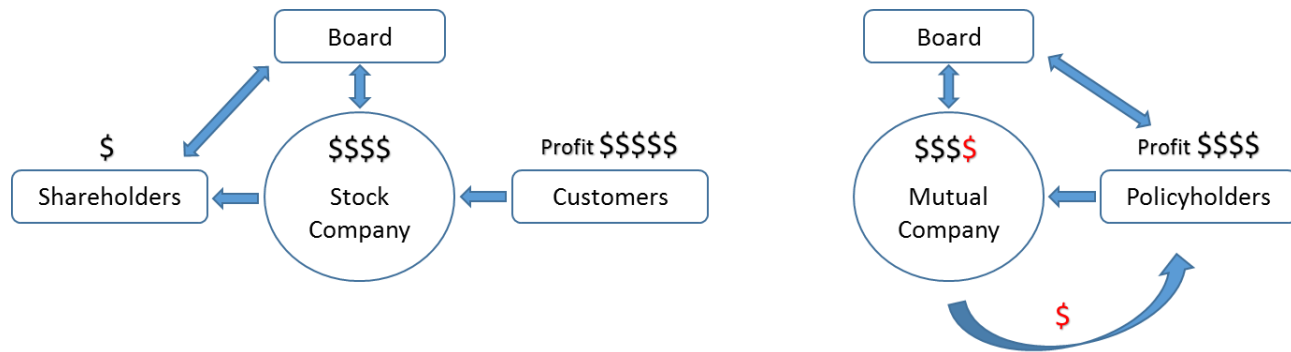 Board
$
Shareholders
$$$$
Stock
Company
Profit $$$$$
Customers
Board
$$$$
Mutual
Company
Profit $$$$
Policyholders
$